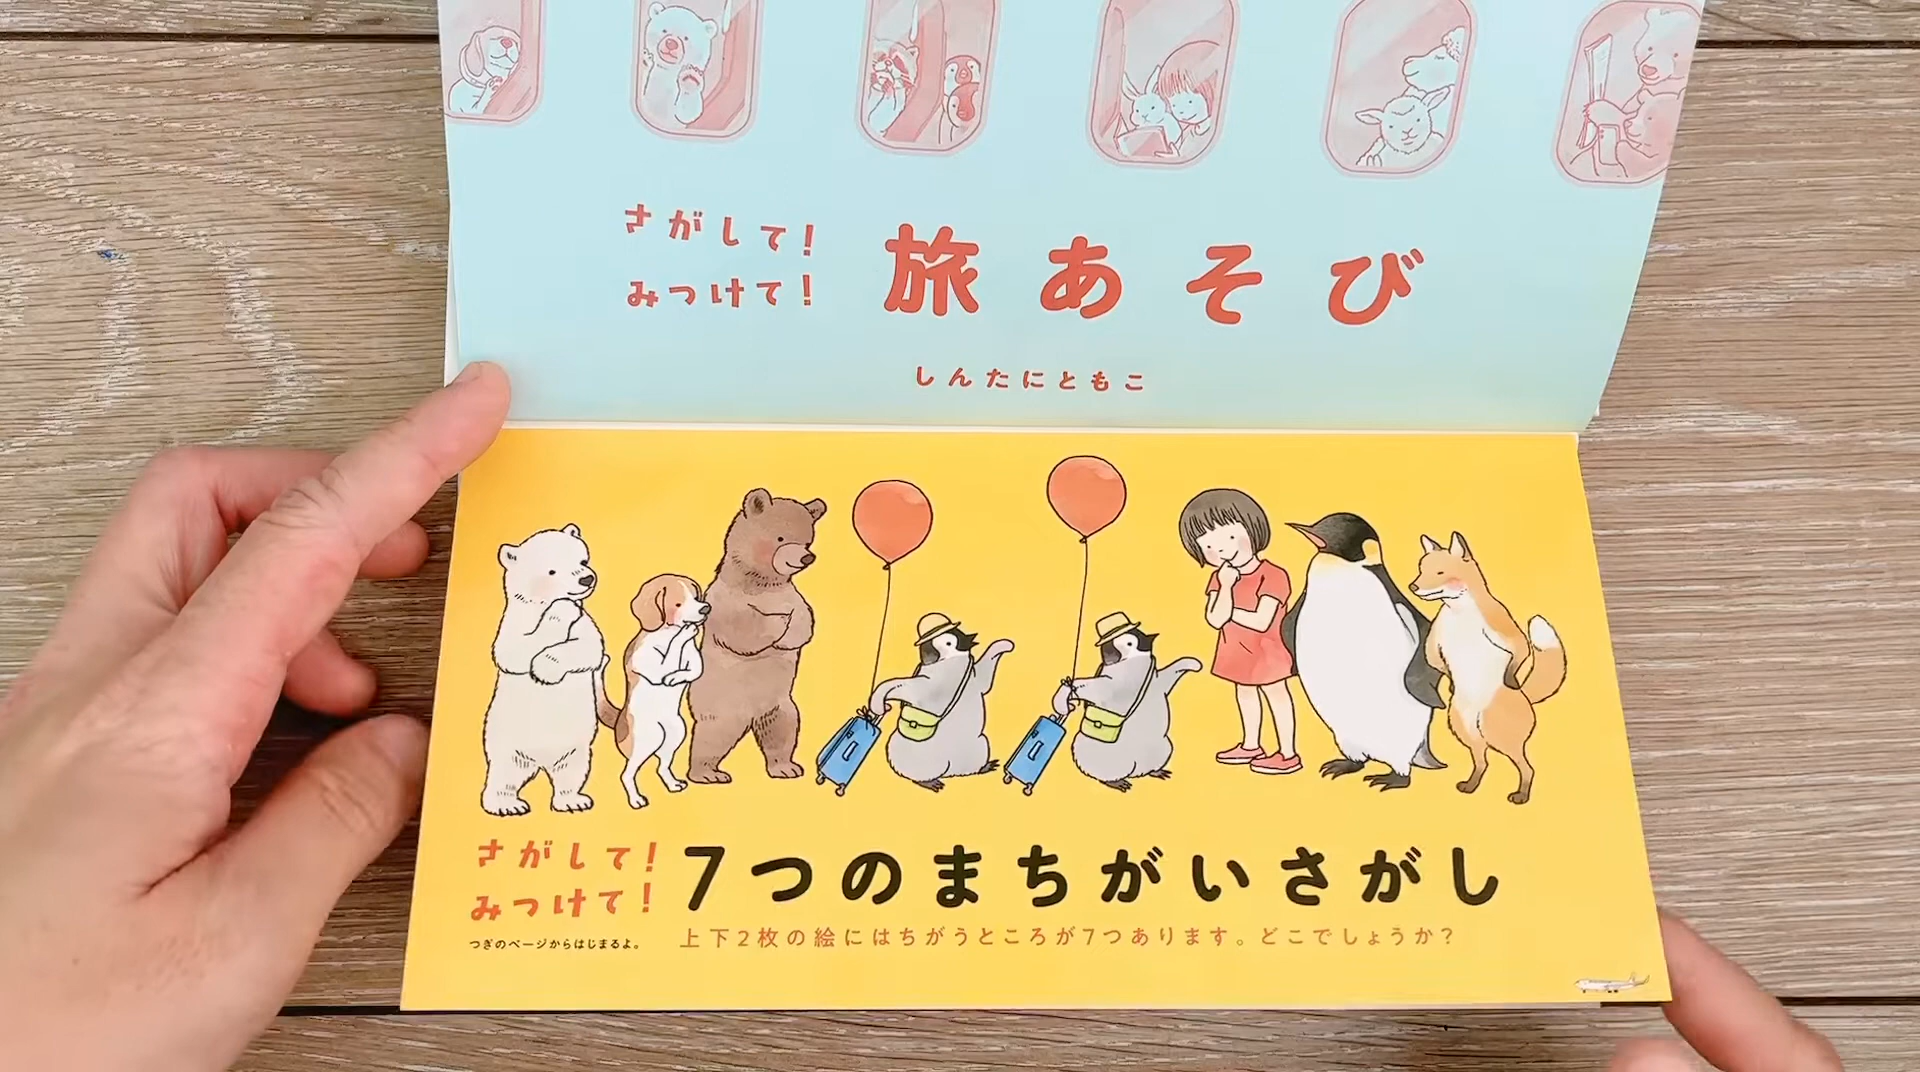 さがして!
みつけて!
旅あそび
しんたにともこ
さがして!
みつけて!
7つのまちがいさがし
つぎのページからはじまるよ。
上下2枚の絵にはちがうところが7つあります。どこでしょうか?